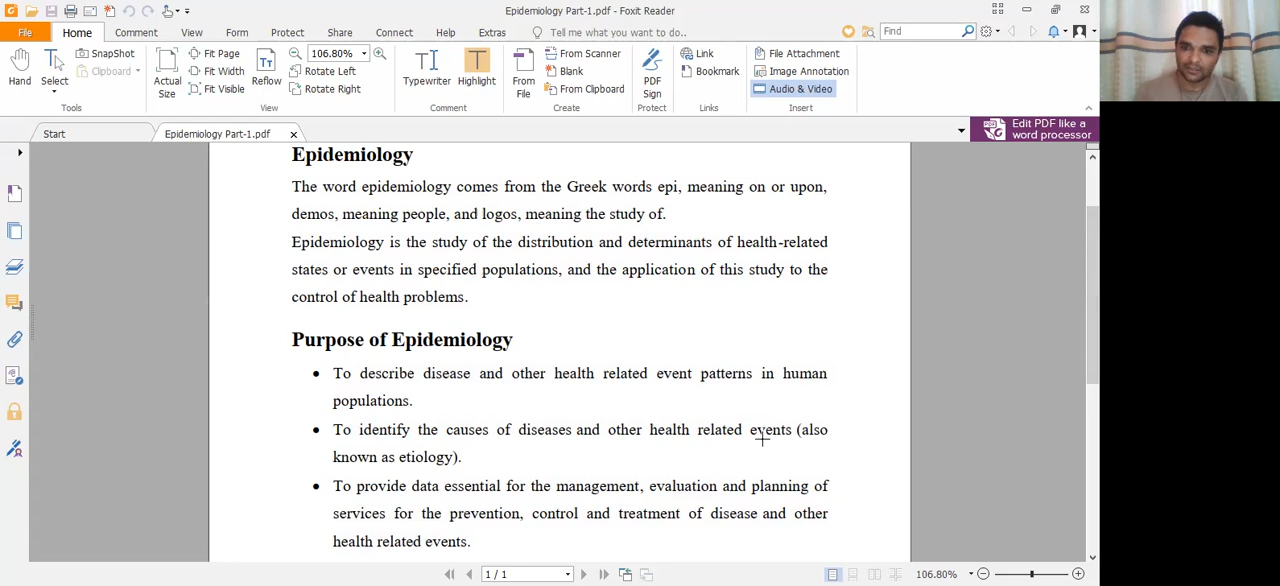 Epidemiology Part-1.pdf - Foxit Reader
File Home Comment View Form Protect Share Connect Help Extras Tell me what you want to do.. Find
Hand
Select
SnapShot
Clipboard
Tools
Actual Size
Fit Page
Fit Width
Fit Visible
Reflow
106.80%
Rotate Left
Rotate Right
View
Typewriter
Highlight
Comment
From File
From Scanner
Blank
From Clipboard
Create
PDF Sign
Protect
Link
Bookmark
Links
File Attachment
Image Annotation
Audio & Video
Insert
Start Epidemiology Part-1.pdf
Edit PDF like a
word processor
Epidemiology
The word epidemiology comes from the Greek words epi, meaning on or upon,
demos, meaning people, and logos, meaning the study of.
Epidemiology is the study of the distribution and determinants of health-related
states or events in specified populations, and the application of this study to the
control of health problems.
Purpose of Epidemiology
• To describe disease and other health related event patterns in human
populations.
• To identify the causes of diseases and other health related events (also
known as etiology).
• To provide data essential for the management, evaluation and planning of
services for the prevention, control and treatment of disease and other
health related events.
1 / 1 106.80%